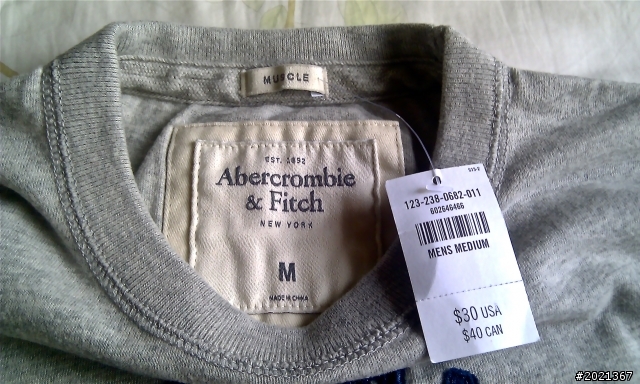 MUSCLE
EST. 1892
Abercrombie
& Fitch
NEW YORK
M
MADE IN CHINA
123-238-0682-011
602646466
MENS MEDIUM
$30 USA
$40 CAN
#2021367